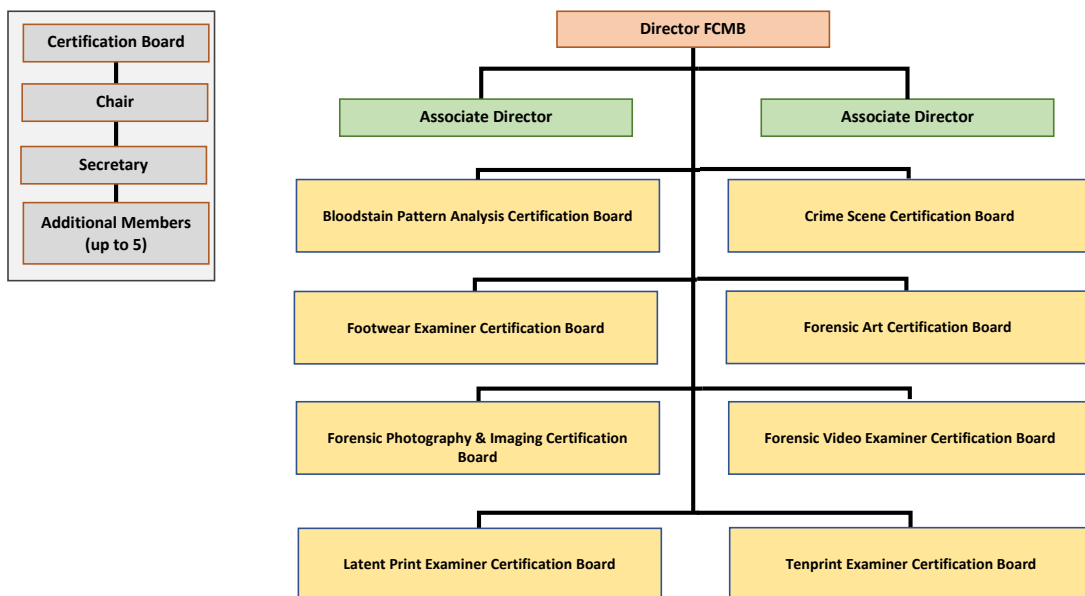 Certification Board
Chair
Secretary
Additional Members
(up to 5)
Director FCMB
Associate Director
Associate Director
Bloodstain Pattern Analysis Certification Board
Crime Scene Certification Board
Footwear Examiner Certification Board
Forensic Art Certification Board
Forensic Photography & Imaging Certification
Board
Forensic Video Examiner Certification Board
Latent Print Examiner Certification Board
Tenprint Examiner Certification Board